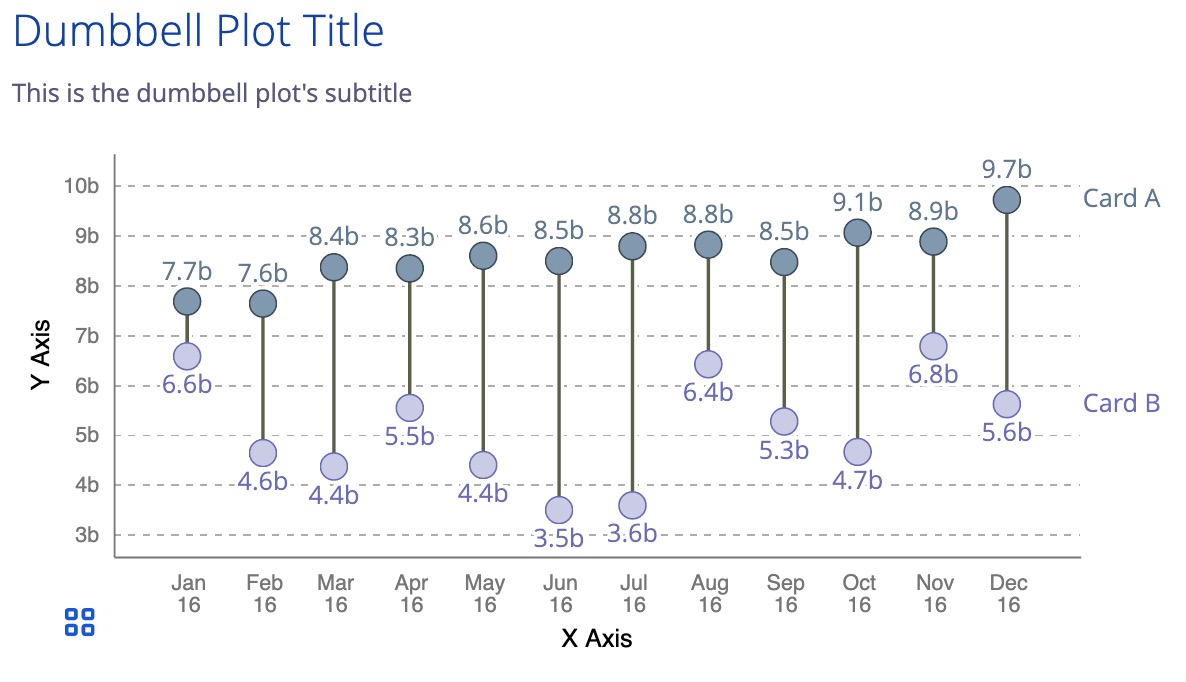 Dumbbell Plot Title
This is the dumbbell plot's subtitle
9.7b
10b
Card A
9.1b
8.9b
8.8b
8.8b
8.6b
8.5b
8.5b
8.4b
8.3b
9b
7.7b
7.6b
8b
7b
Y Axis
6.6b
6.8b
6b
6.4b
Card B
5b
5.5b
5.3b
5.6b
4b
4.6b
4.4b
4.4b
4.7b
3b
3.5b
3.6b
Jan Feb Mar Apr May Jun Jul Aug Sep Oct Nov Dec
16 16 16 16 16 16 16 16 16 16 16 16
X Axis